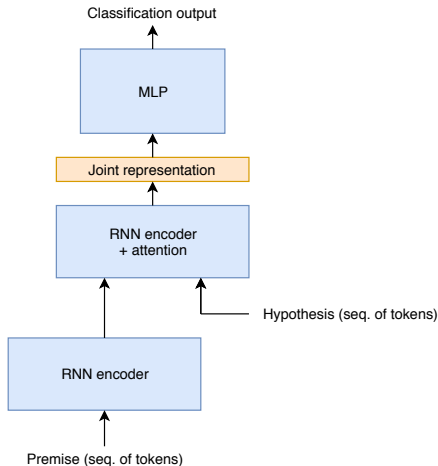 Classification output
MLP
Joint representation
RNN encoder
+ attention
Hypothesis (seq. of tokens)
RNN encoder
Premise (seq. of tokens)